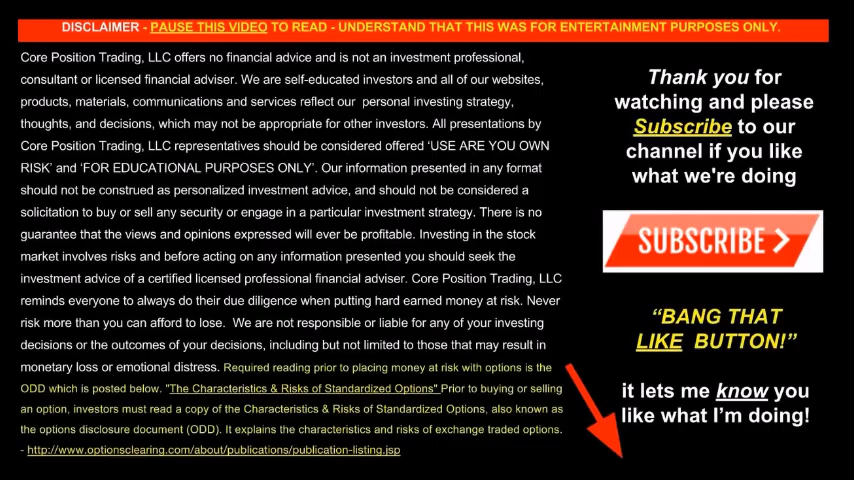 DISCLAIMER - PAUSE THIS VIDEO TO READ - UNDERSTAND THAT THIS WAS FOR ENTERTAINMENT PURPOSES ONLY.
Core Position Trading, LLC offers no financial advice and is not an investment professional,
consultant or licensed financial adviser. We are self-educated investors and all of our websites,
products, materials, communications and services reflect our personal investing strategy,
thoughts, and decisions, which may not be appropriate for other investors. All presentations by
Core Position Trading, LLC representatives should be considered offered ‘USE ARE YOU OWN
RISK’ and ‘FOR EDUCATIONAL PURPOSES ONLY’. Our information presented in any format
should not be construed as personalized investment advice, and should not be considered a
solicitation to buy or sell any security or engage in a particular investment strategy. There is no
guarantee that the views and opinions expressed will ever be profitable. Investing in the stock
market involves risks and before acting on any information presented you should seek the
investment advice of a certified licensed professional financial adviser. Core Position Trading, LLC
reminds everyone to always do their due diligence when putting hard earned money at risk. Never
risk more than you can afford to lose. We are not responsible or liable for any of your investing
decisions or the outcomes of your decisions, including but not limited to those that may result in
monetary loss or emotional distress. Required reading prior to placing money at risk with options is the
ODD which is posted below. "The Characteristics & Risks of Standardized Options" Prior to buying or selling
an option, investors must read a copy of the Characteristics & Risks of Standardized Options, also known as
the options disclosure document (ODD). It explains the characteristics and risks of exchange traded options.
- http://www.optionsclearing.com/about/publications/publication-listing.jsp
Thank you for
watching and please
Subscribe to our
channel if you like
what we're doing
SUBSCRIBE >
“BANG THAT
LIKE BUTTON!”
it lets me know you
like what I’m doing!